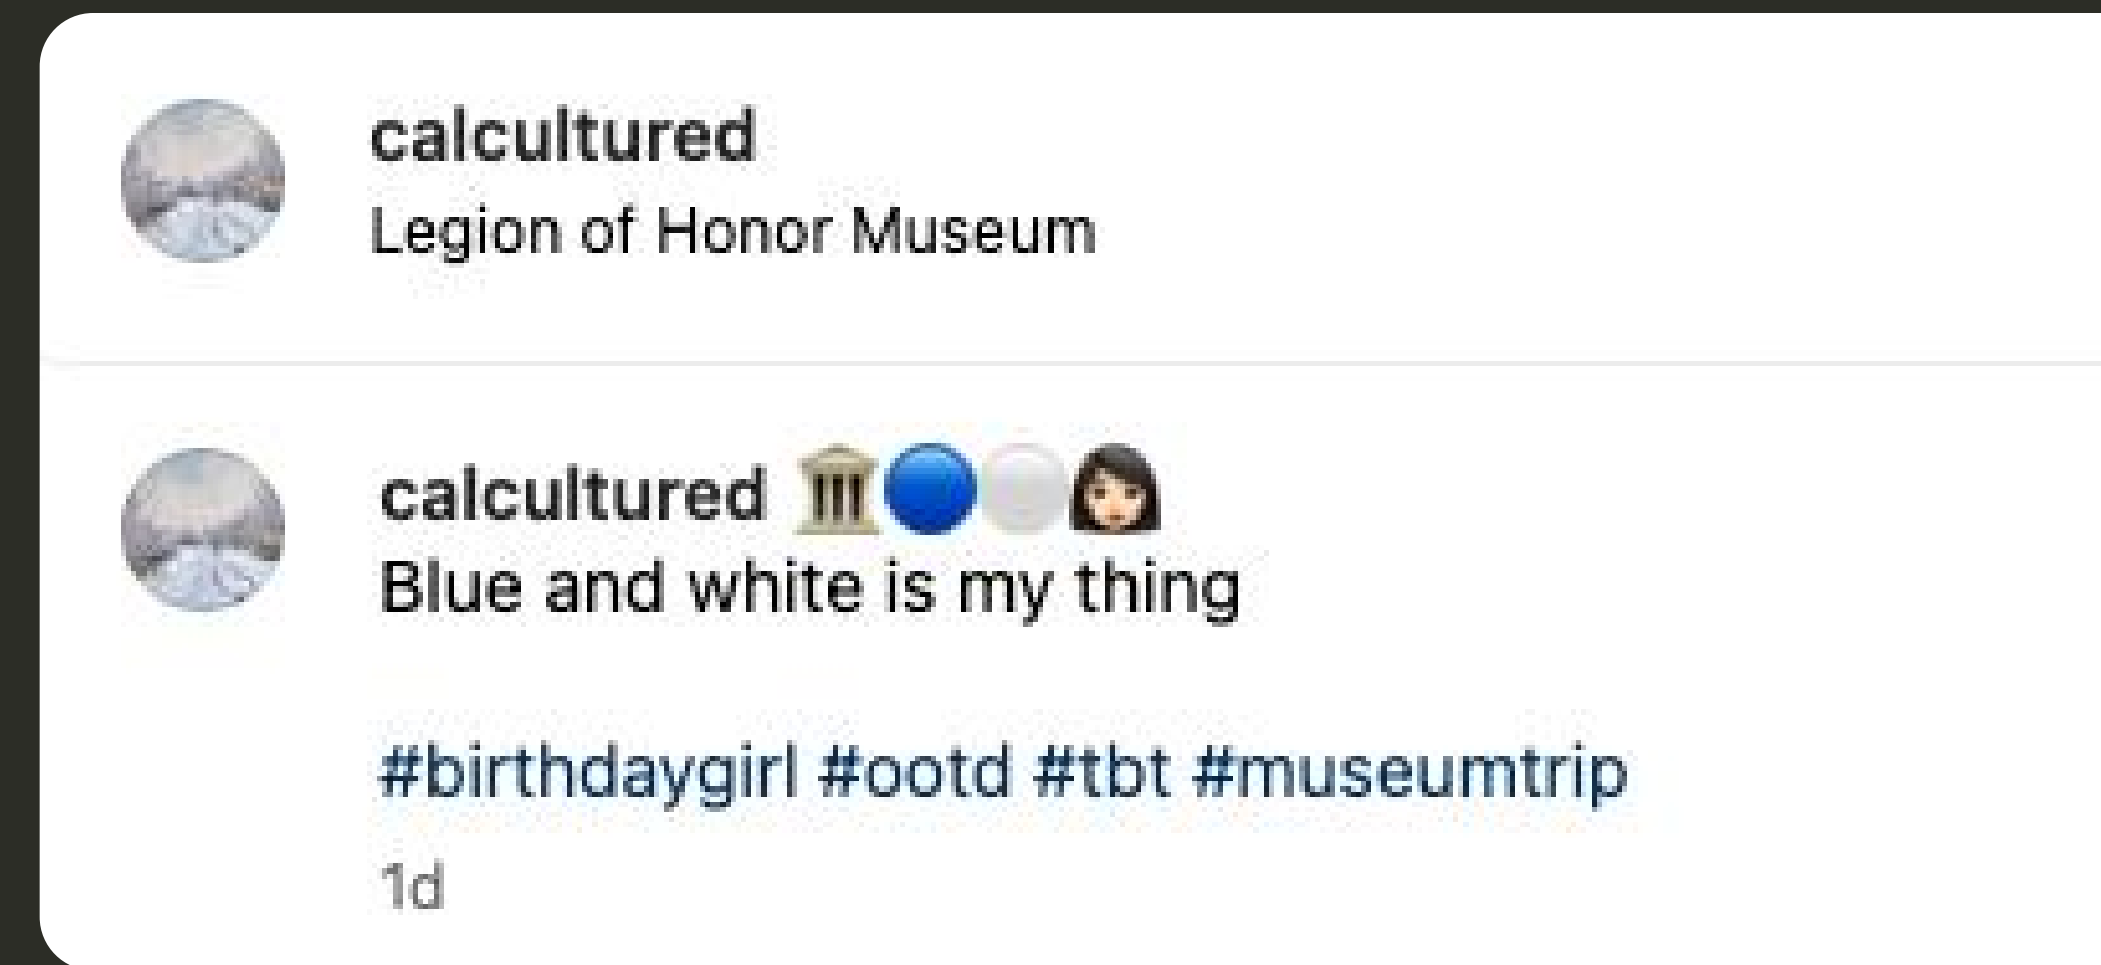 calcultured
Legion of Honor Museum
calcultured 🏛️🔵⚪👩🏻
Blue and white is my thing
#birthdaygirl #ootd #tbt #museumtrip
1d